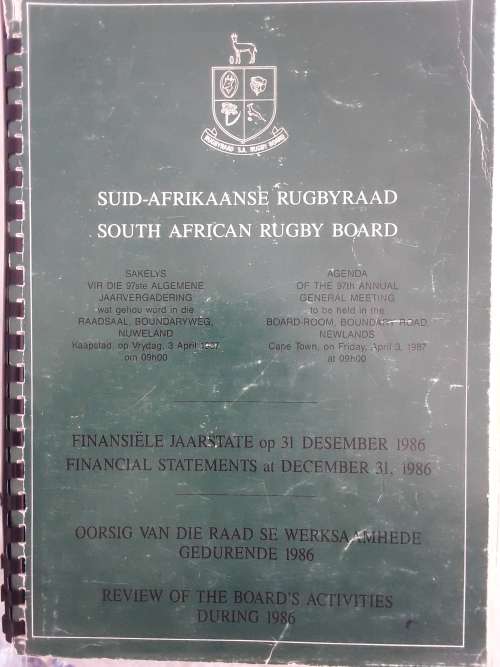 RUGBYRAAD S.A. RUGBY BOARD
SUID-AFRIKAANSE RUGBYRAAD
SOUTH AFRICAN RUGBY BOARD
SAKELYS
VIR DIE 97ste ALGEMENE
JAARVERGADERING
wat gehou word in die
RAADSAAL, BOUNDARYWEG,
NUWELAND
Kaapstad, op Vrydag, 3 April 1987
om 09h00
AGENDA
OF THE 97th ANNUAL
GENERAL MEETING
to be held in the
BOARD-ROOM, BOUNDARY ROAD,
NEWLANDS
Cape Town, on Friday, April 3, 1987
at 09h00
FINANSIËLE JAARSTATE op 31 DESEMBER 1986
FINANCIAL STATEMENTS at DECEMBER 31, 1986
OORSIG VAN DIE RAAD SE WERKSAAMHEDE
GEDURENDE 1986
REVIEW OF THE BOARD'S ACTIVITIES
DURING 1986